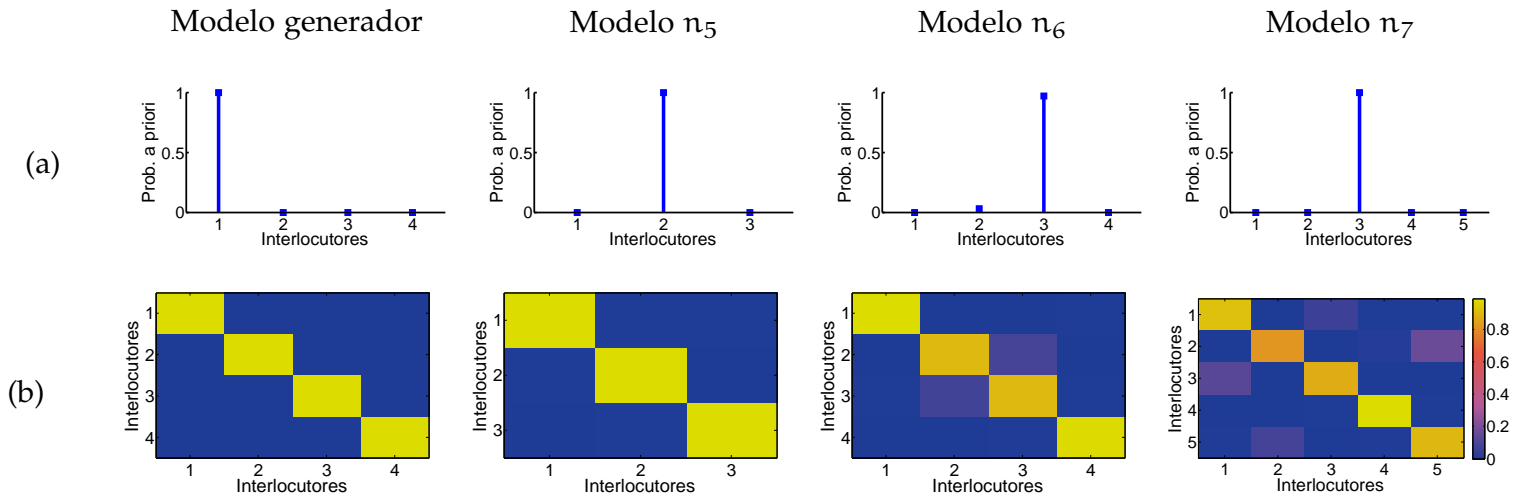 Modelo generador
Modelo n5
Modelo n6
Modelo n7
(a)
Prob. a priori
1
0.5
0
1 2 3 4
Interlocutores
Prob. a priori
1
0.5
0
1 2 3
Interlocutores
Prob. a priori
1
0.5
0
1 2 3 4
Interlocutores
Prob. a priori
1
0.5
0
1 2 3 4 5
Interlocutores
(b)
Interlocutores
1
2
3
4
1 2 3 4
Interlocutores
Interlocutores
1
2
3
1 2 3
Interlocutores
Interlocutores
1
2
3
4
1 2 3 4
Interlocutores
Interlocutores
1
2
3
4
5
1 2 3 4 5
Interlocutores
0.8
0.6
0.4
0.2
0